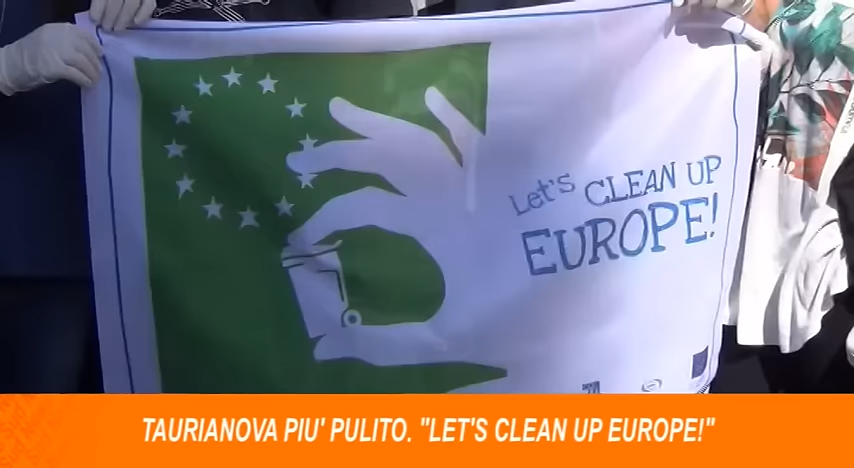 Let's CLEAN UP
EUROPE!
TAURIANOVA PIU' PULITO. "LET'S CLEAN UP EUROPE!"